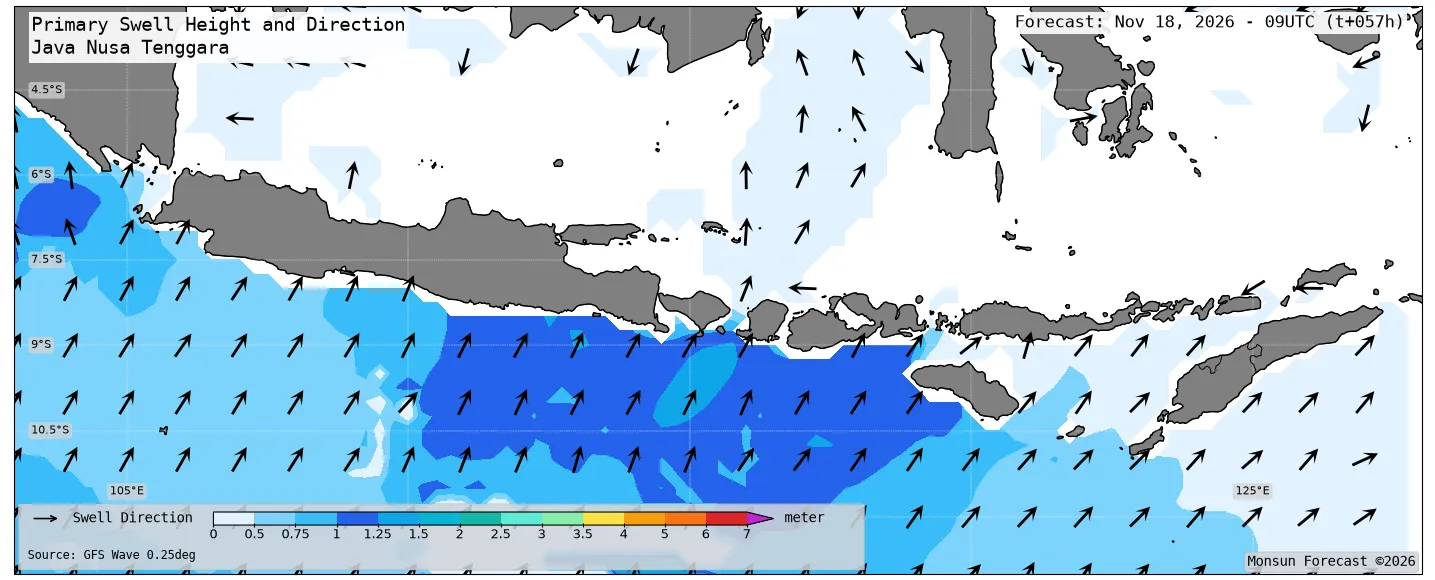 Primary Swell Height and Direction
Java Nusa Tenggara
Forecast: Nov 18, 2026 - 09UTC (t+057h)
4.5°S
6°S
7.5°S
9°S
10.5°S
105°E
125°E
Swell Direction
0 0.5 0.75 1 1.25 1.5 2 2.5 3 3.5 4 5 6 7
meter
Source: GFS Wave 0.25deg
Monsun Forecast ©2026